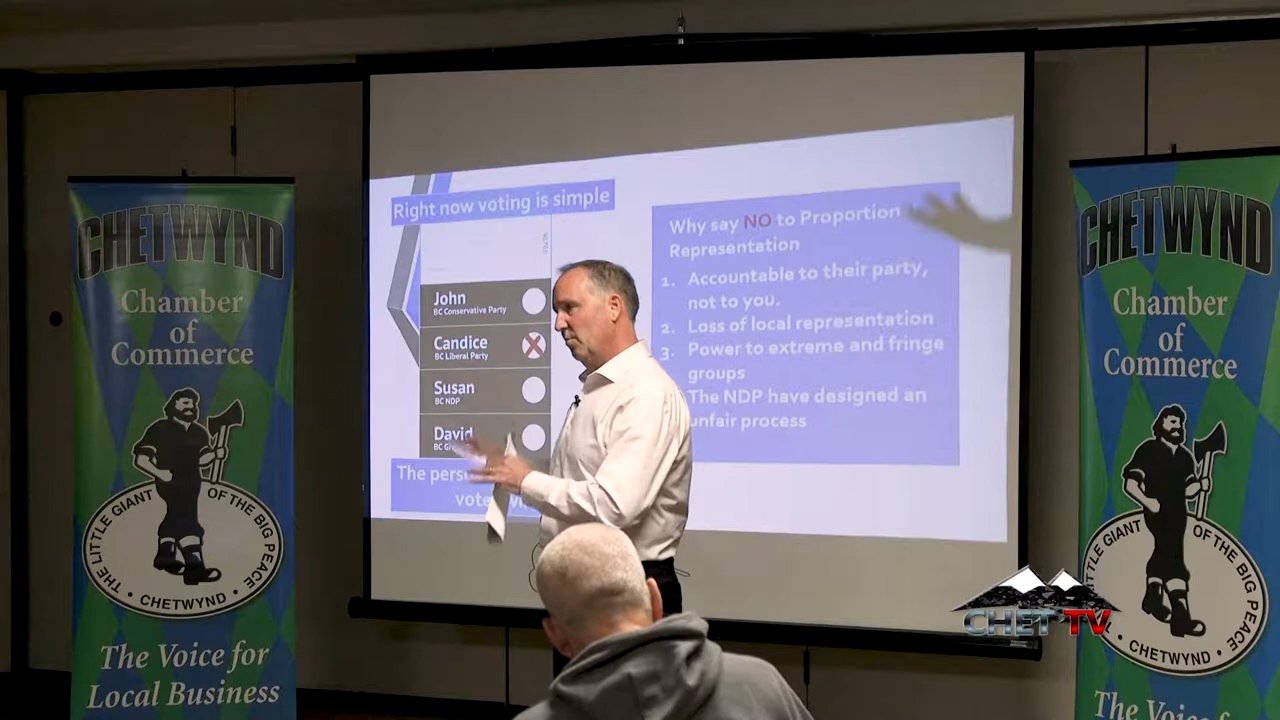 CHETWYND
Chamber
of
Commerce
THE LITTLE GIANT OF THE BIG PEACE
• CHETWYND •
The Voice for
Local Business
Right now voting is simple
John
BC Conservative Party
Candice
BC Liberal Party
Susan
BC NDP
David
BC
The
vote
Why say NO to Proportion
Representation
1. Accountable to their party,
not to you.
2. Loss of local representation
3. Power to extreme and fringe
groups
The NDP have designed an
unfair process
CHETWYND
Chamber
of
Commerce
LITTLE GIANT OF THE BIG PEACE
• CHETWYND •
The Voice f
CHET TV